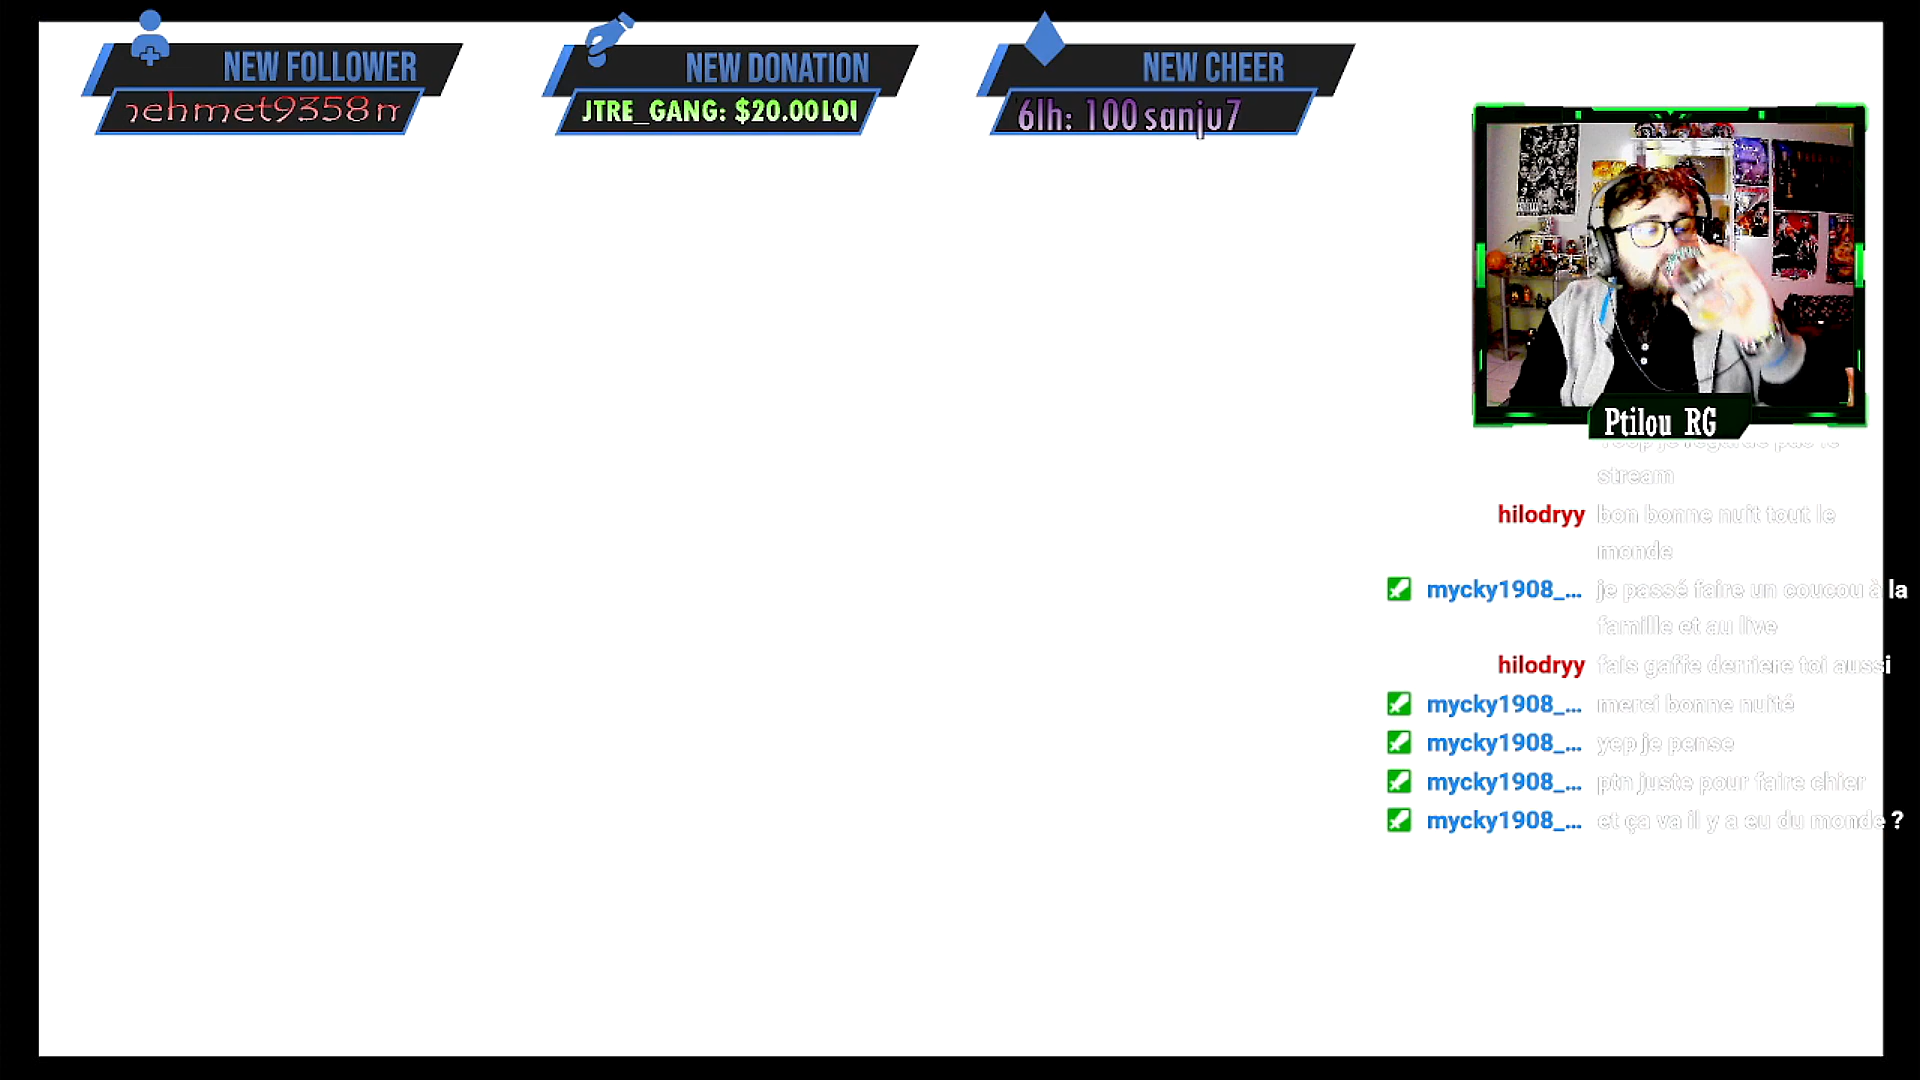 NEW FOLLOWER
nehmet9358 m
NEW DONATION
JTRE_GANG: $20.00 LOU
NEW CHEER
6lh: 100 sanju7
Ptilou RG
stream
hilodryy bon bonne nuit tout le
monde
mycky1908_... je passé faire un coucou à la
famille et au live
hilodryy fais gaffe derriere toi aussi
mycky1908_... merci bonne nuité
mycky1908_... yep je pense
mycky1908_... ptn juste pour faire chier
mycky1908_... et ça va il y a eu du monde ?